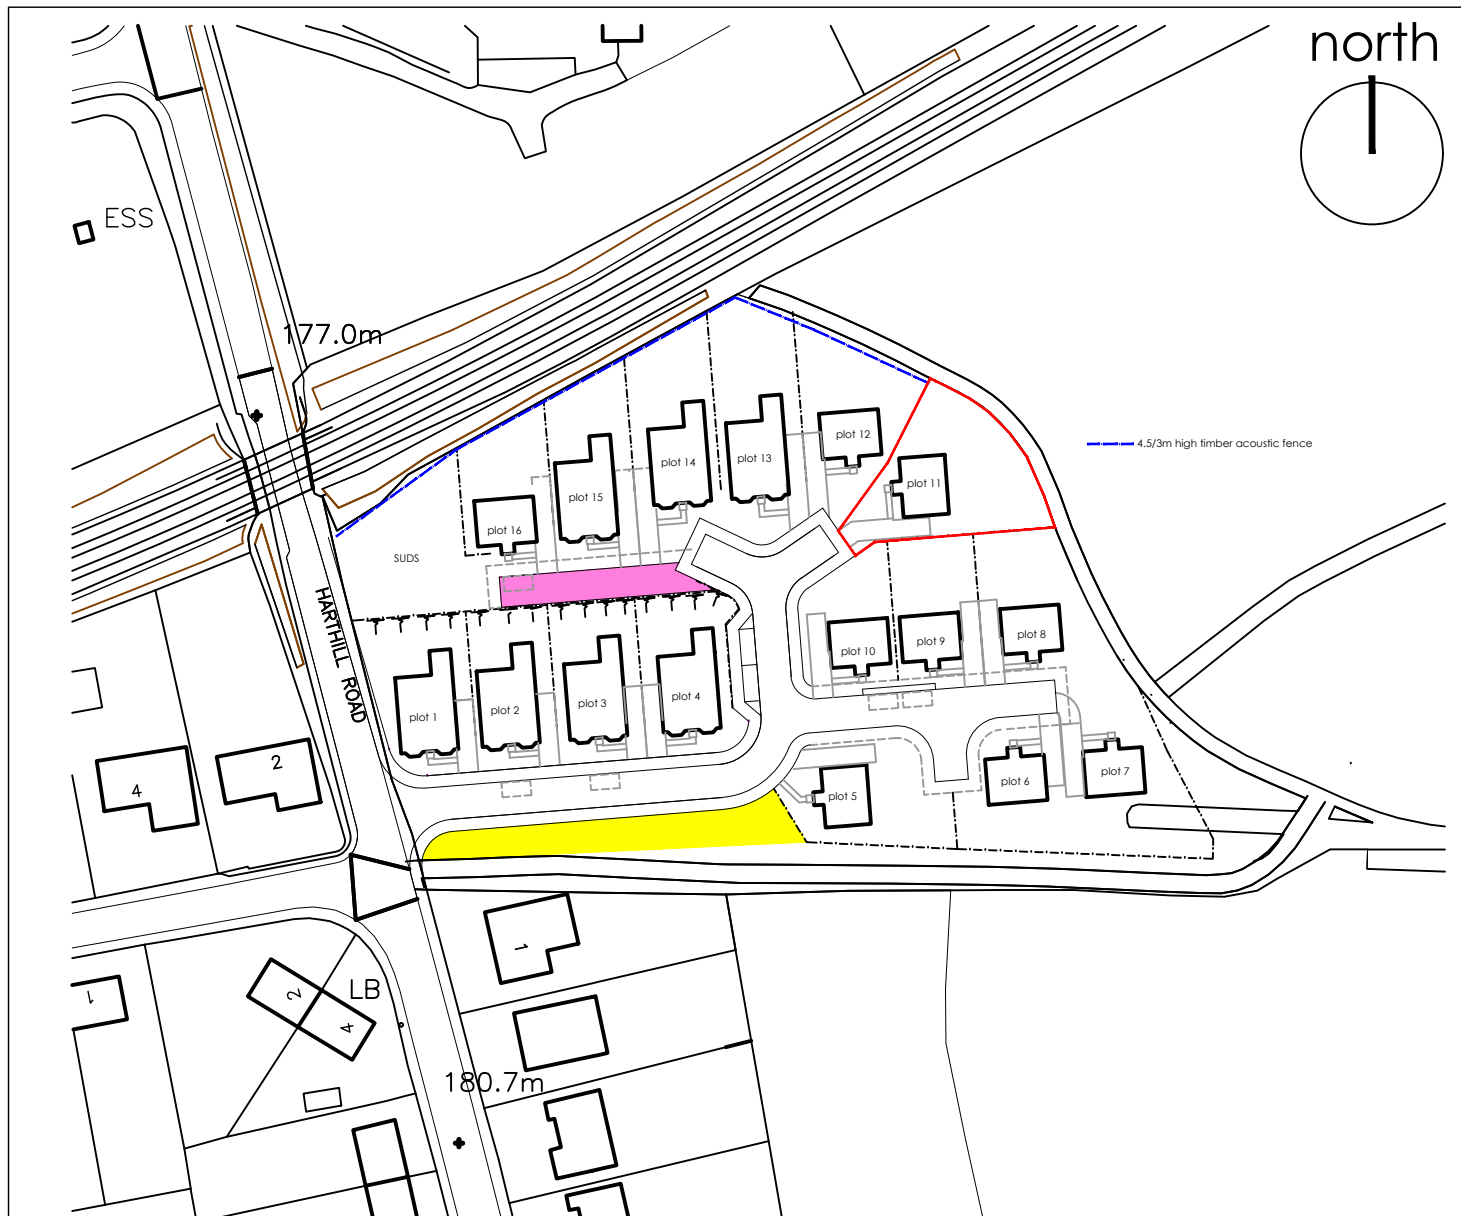 north
ESS
177.0m
plot 12
4.5/3m high timber acoustic fence
plot 14
plot 13
plot 11
plot 15
plot 16
SUDS
HARTHILL ROAD
plot 10
plot 9
plot 8
plot 1
plot 2
plot 3
plot 4
4
2
plot 5
plot 6
plot 7
1
1
2
4
LB
180.7m